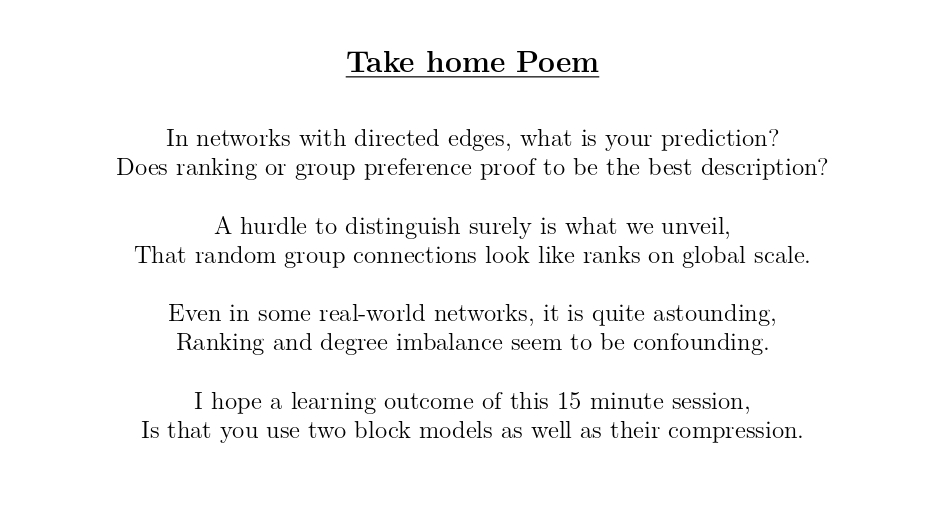 Take home Poem
In networks with directed edges, what is your prediction?
Does ranking or group preference proof to be the best description?
A hurdle to distinguish surely is what we unveil,
That random group connections look like ranks on global scale.
Even in some real-world networks, it is quite astounding,
Ranking and degree imbalance seem to be confounding.
I hope a learning outcome of this 15 minute session,
Is that you use two block models as well as their compression.